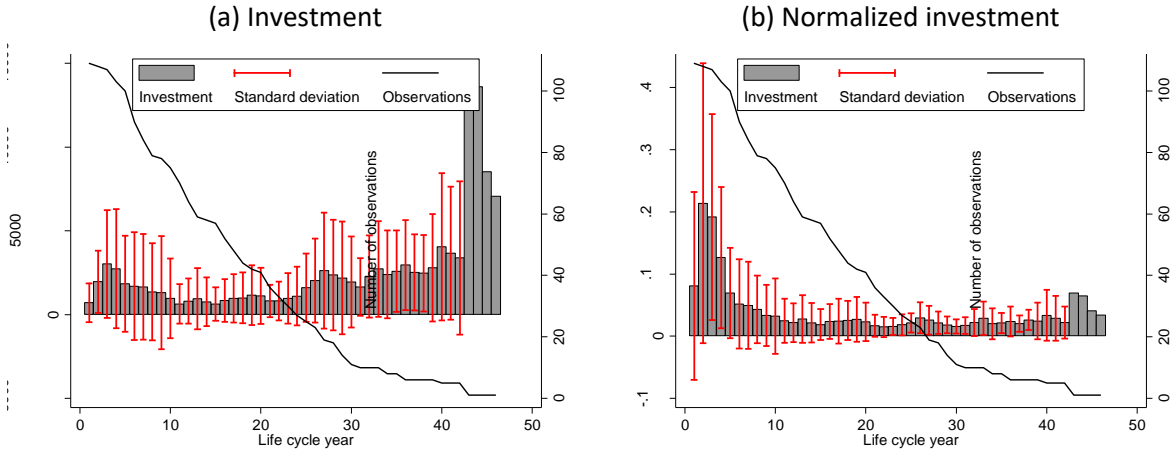 (a) Investment
(b) Normalized investment
Investment
Standard deviation
Observations
5000
0
Number of observations
0
20
40
60
80
100
0
10
20
30
40
50
Life cycle year
Investment
Standard deviation
Observations
-.1
0
.1
.2
.3
.4
Number of observations
0
20
40
60
80
100
0
10
20
30
40
50
Life cycle year